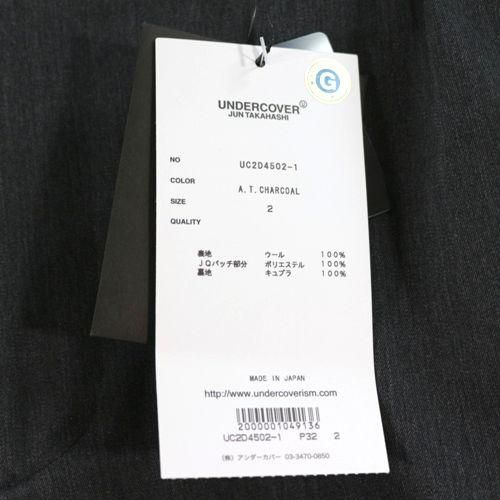 G
UNDERCOVER U
JUN TAKAHASHI
NO UC2D4502-1
COLOR A.T.CHARCOAL
SIZE 2
QUALITY
表地 ウール 100%
JQパッチ部分 ポリエステル 100%
裏地 キュプラ 100%
MADE IN JAPAN
http://www.undercoverism.com
2000001049136
UC2D4502-1 P32 2
(株) アンダーカバー 03-3470-0850